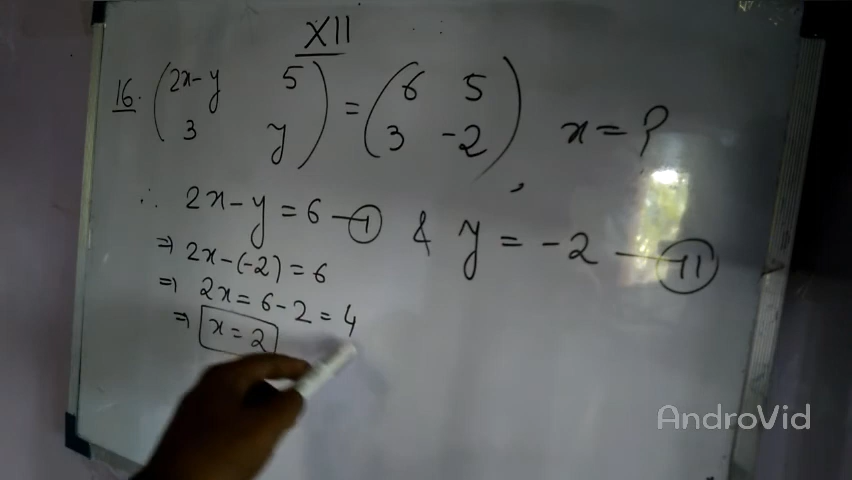 XII
16. (2x-y 5) = (6 5), x = ?
(3 y) (3 -2)
∴ 2x - y = 6 — (I) & y = -2 — (II)
⇒ 2x - (-2) = 6
⇒ 2x = 6 - 2 = 4
⇒ x = 2
AndroVid